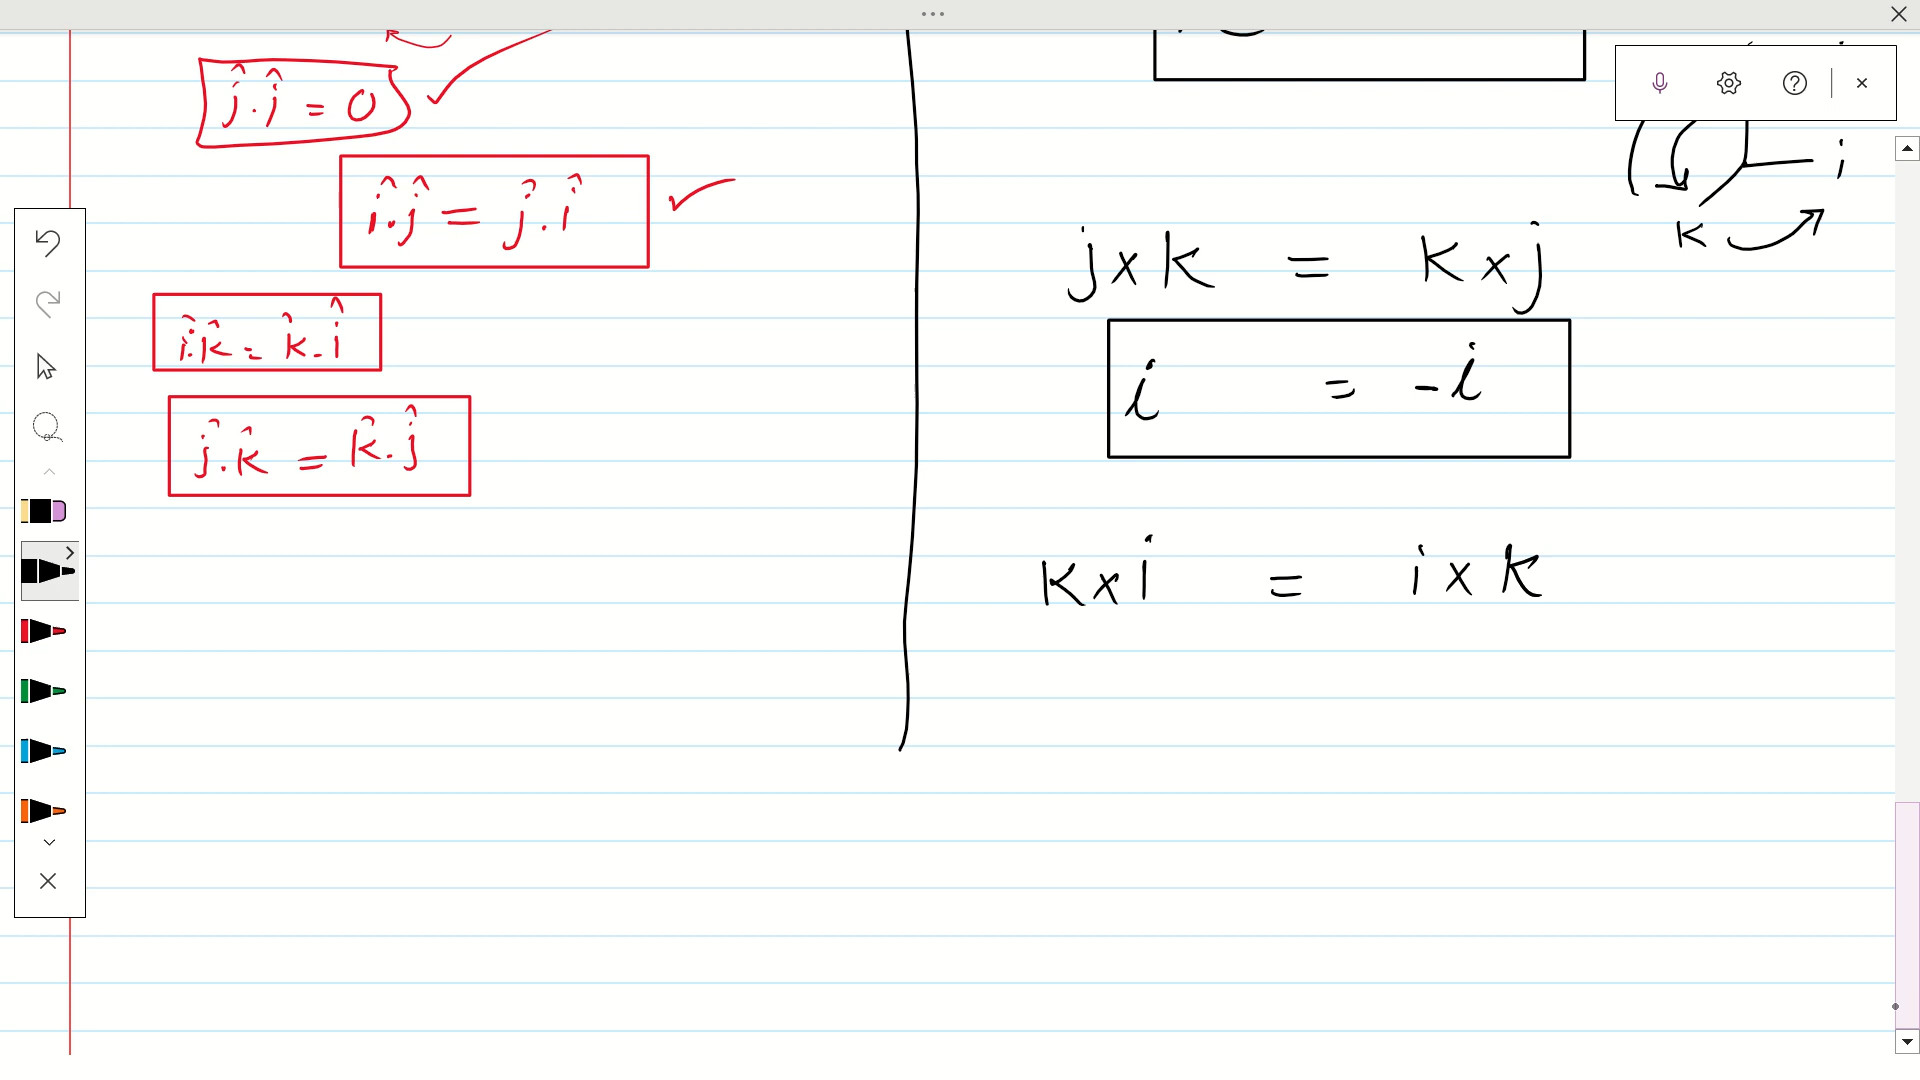 ĵ.ĵ = 0
î.ĵ = ĵ.î
î.k̂ = k̂.î
ĵ.k̂ = k̂.ĵ
i
k
j x k = k x j
i = -i
k x i = i x k